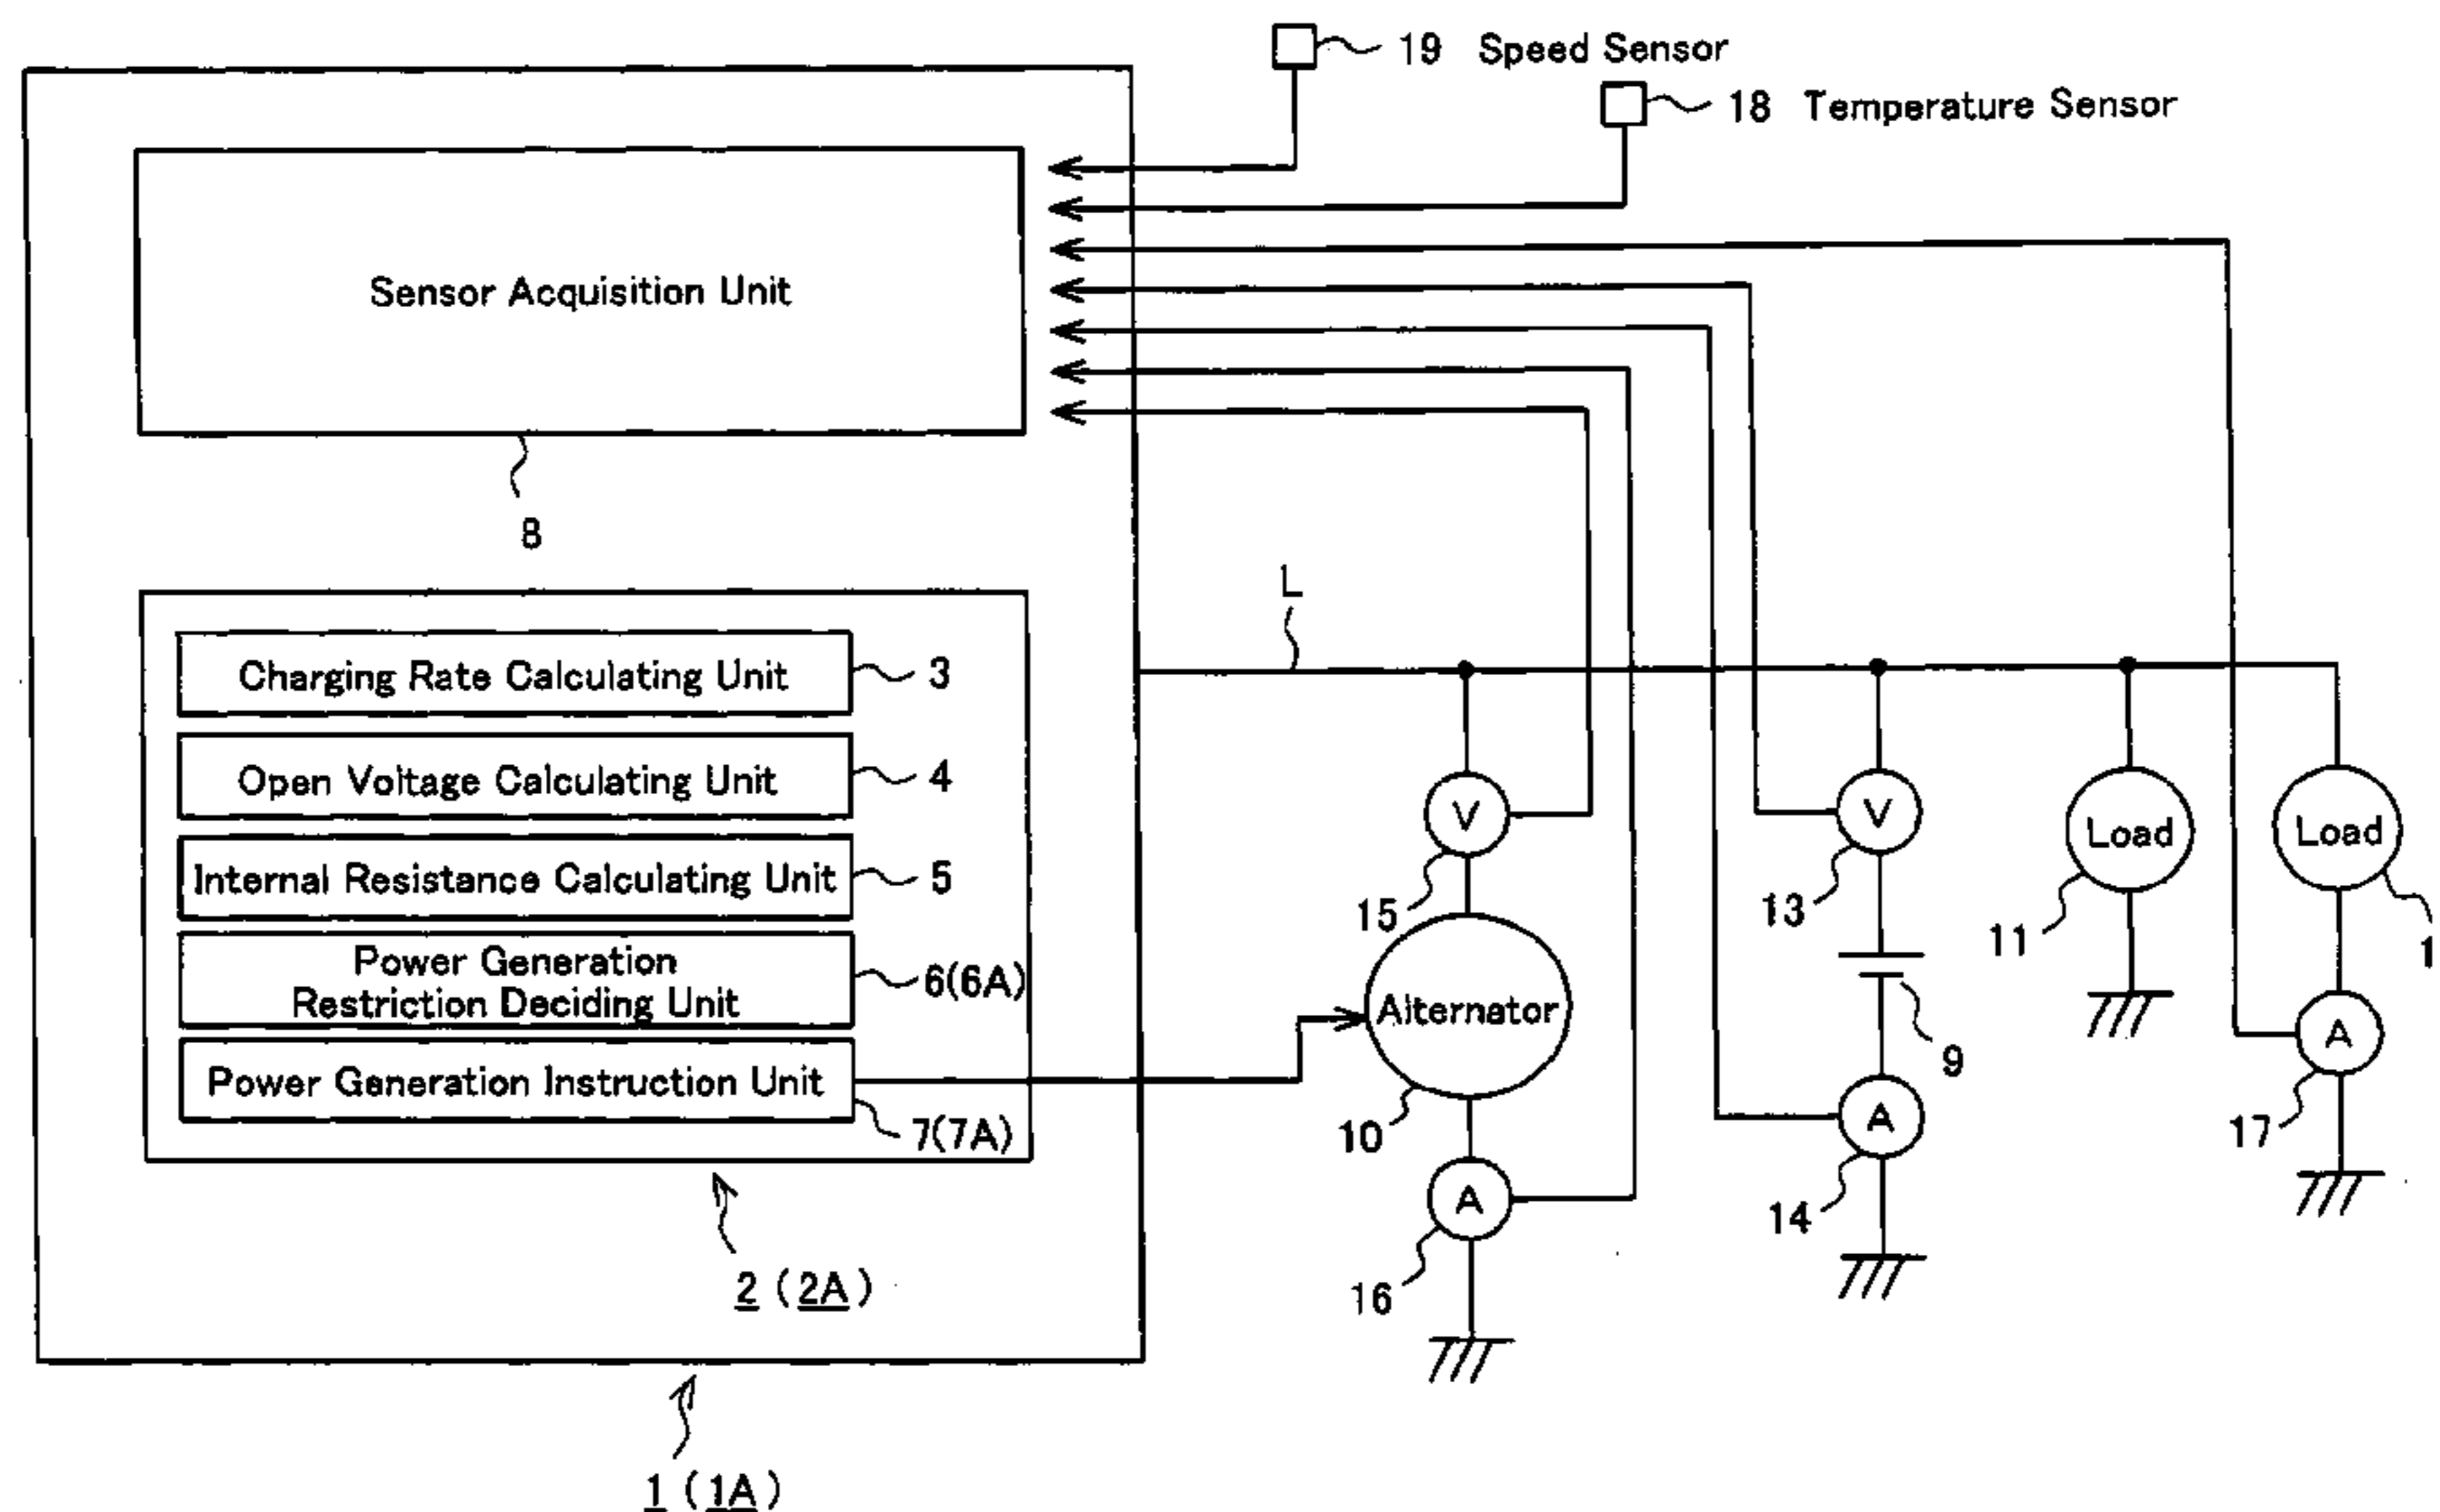 19 Speed Sensor
18 Temperature Sensor
Sensor Acquisition Unit
8
L
Charging Rate Calculating Unit
3
Open Voltage Calculating Unit
4
Internal Resistance Calculating Unit
5
Power Generation
Restriction Deciding Unit
6(6A)
Power Generation Instruction Unit
7(7A)
2 (2A)
1 (1A)
V
15
Alternator
10
A
16
V
13
9
A
14
Load
11
Load
1
A
17